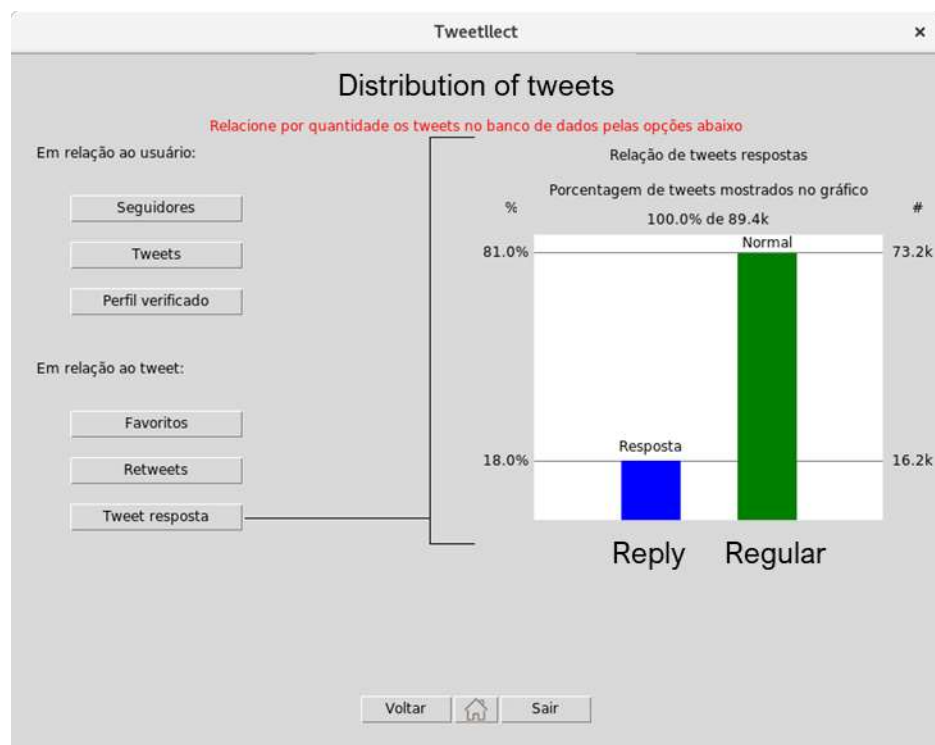 Tweetllect ×
Distribution of tweets
Relacione por quantidade os tweets no banco de dados pelas opções abaixo
Em relação ao usuário:
Seguidores
Tweets
Perfil verificado
Em relação ao tweet:
Favoritos
Retweets
Tweet resposta
Relação de tweets respostas
Porcentagem de tweets mostrados no gráfico
% 100.0% de 89.4k #
Normal
81.0% 73.2k
Resposta
18.0% 16.2k
Reply Regular
Voltar Sair